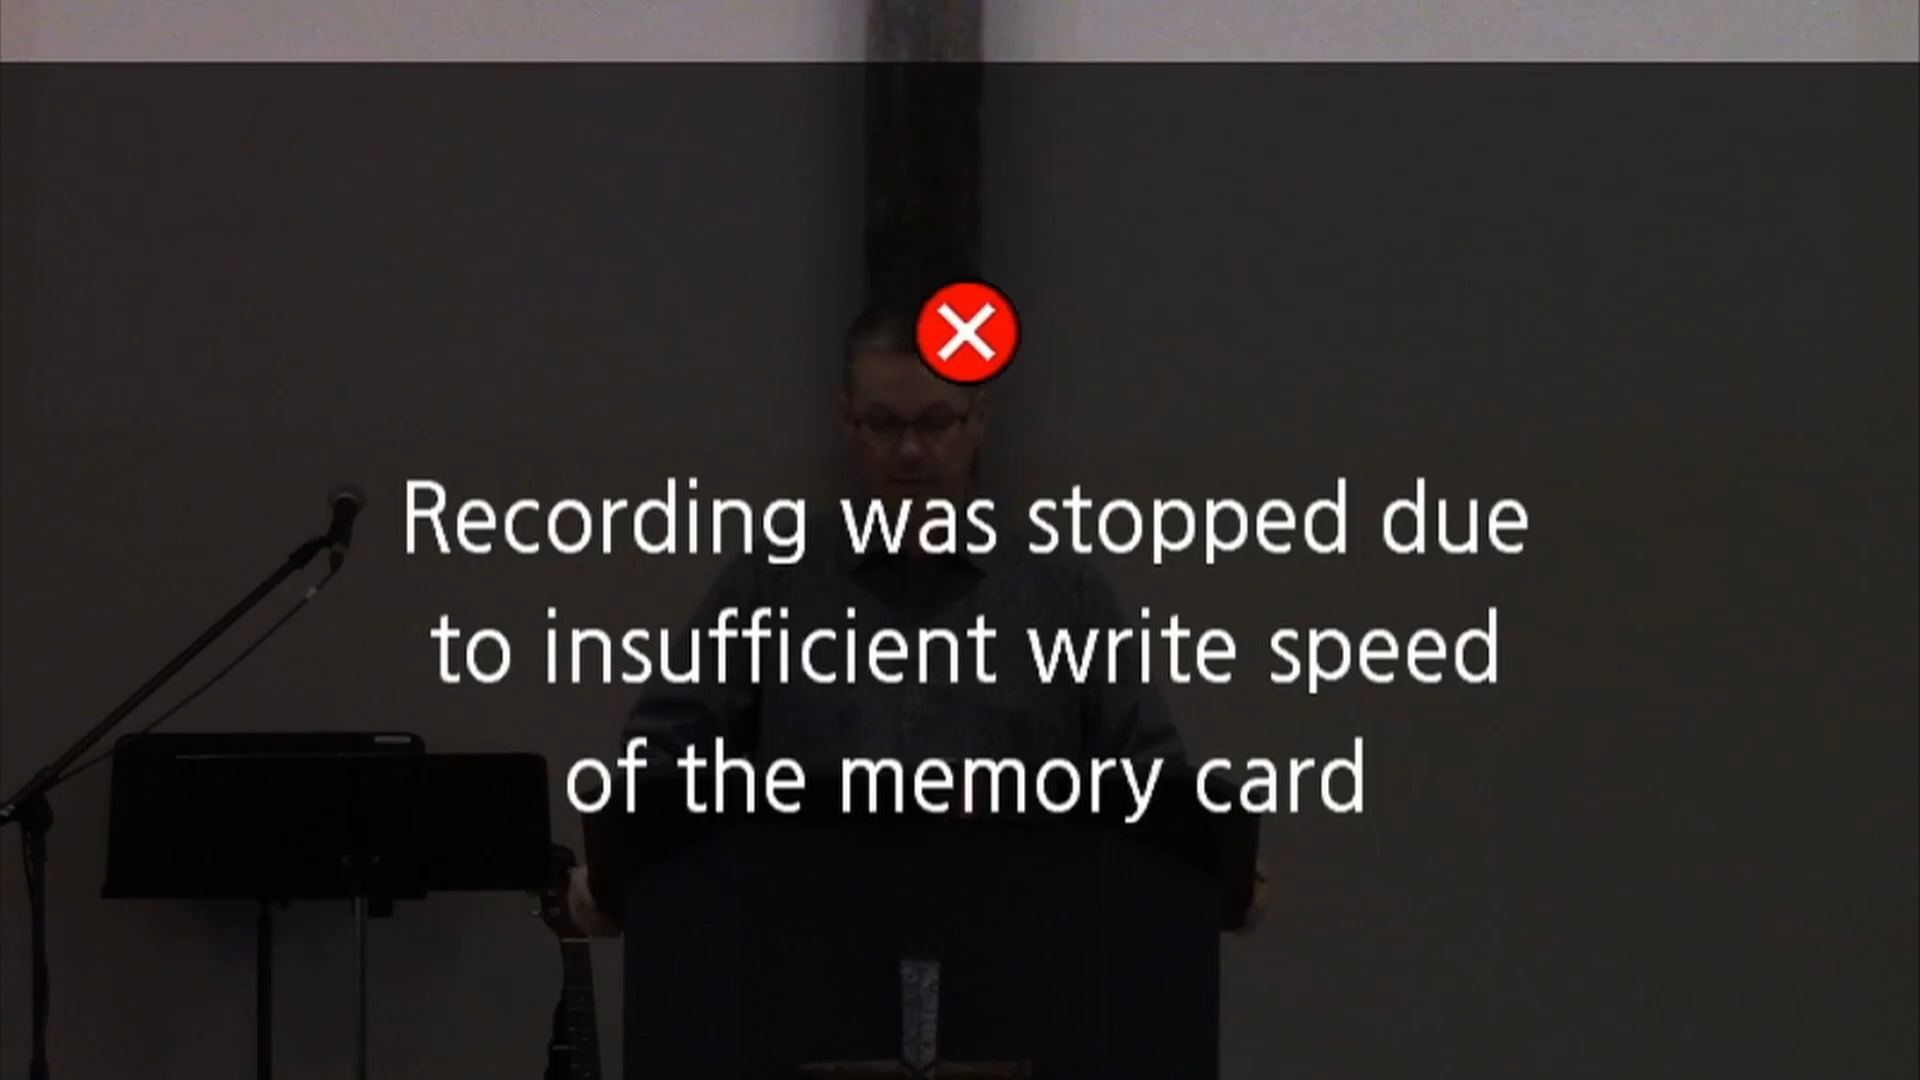 Recording was stopped due
to insufficient write speed
of the memory card